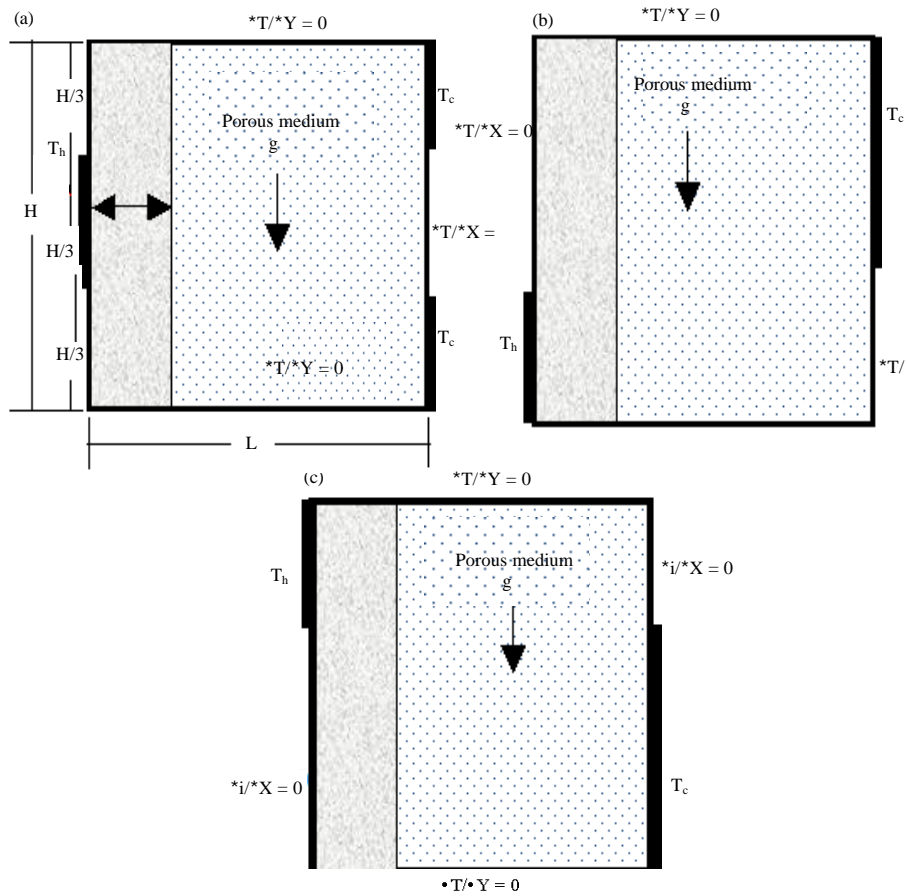 (a)
*T/*Y = 0
H/3
T_h
H
H/3
H/3
Porous medium
g
T_c
*T/*X = 0
*T/*X =
T_c
*T/*Y = 0
L
(b)
*T/*Y = 0
Porous medium
g
T_c
T_h
*T/
(c)
*T/*Y = 0
Porous medium
g
T_h
*i/*X = 0
*i/*X = 0
T_c
•T/•Y = 0